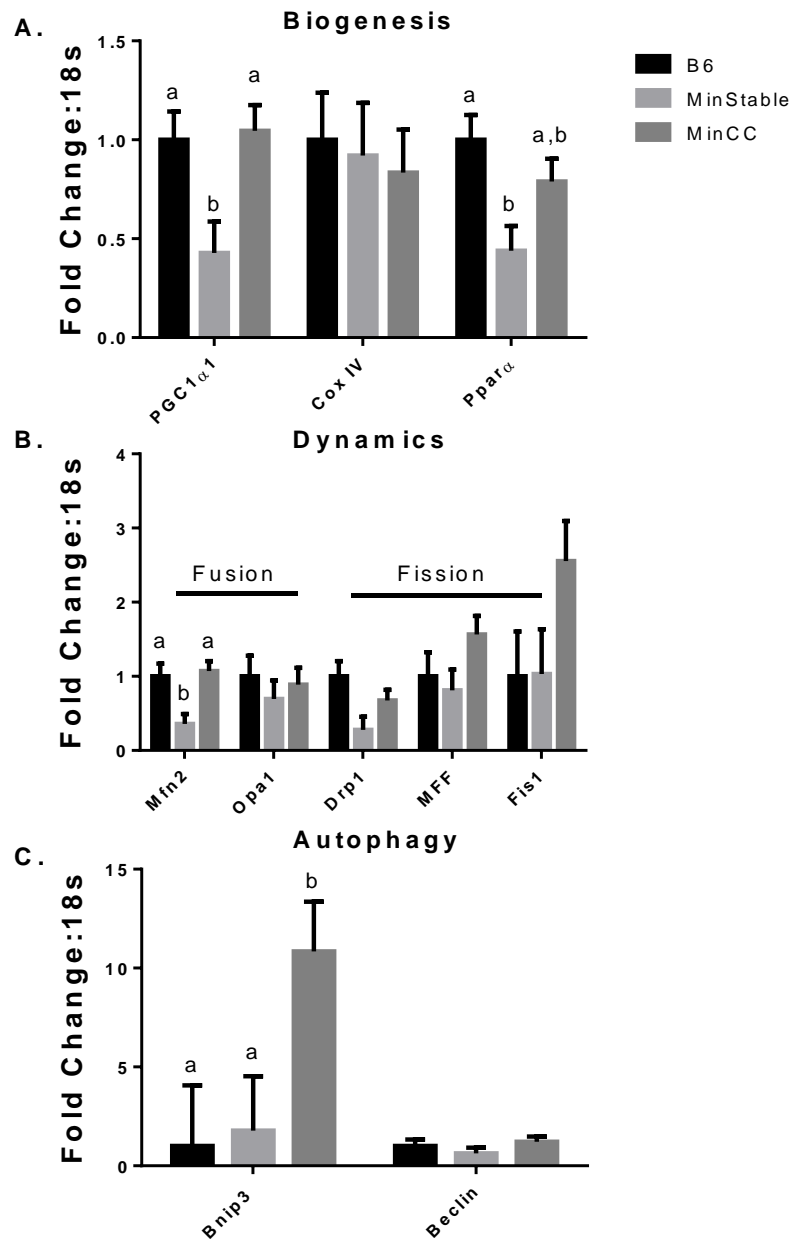 A.
Biogenesis
Fold Change:18s
1.5
1.0
0.5
0.0
a
b
a
a
b
a,b
PGC1α1
Cox IV
Pparα
B6
MinStable
MinCC
B.
Dynamics
Fold Change:18s
4
3
2
1
0
Fusion
Fission
a
b
a
Mfn2
Opa1
Drp1
MFF
Fis1
C.
Autophagy
Fold Change:18s
15
10
5
0
a
a
b
Bnip3
Beclin